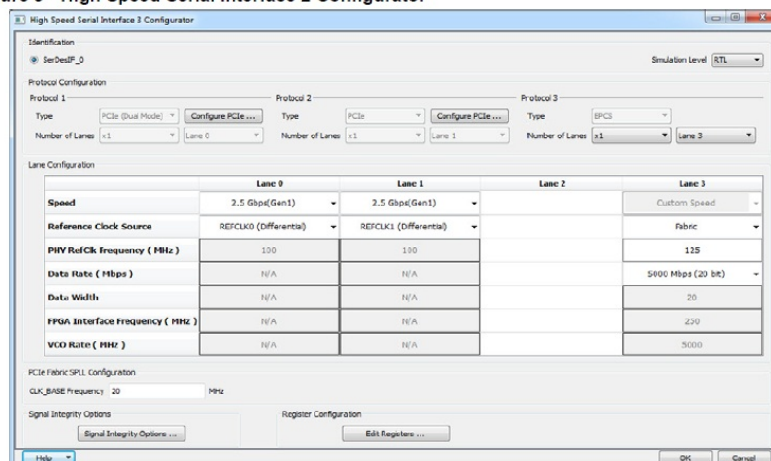 High Speed Serial Interface 2 Configurator
High Speed Serial Interface 3 Configurator
Identification
SerDesIF_0
Simulation Level RTL
Protocol Configuration
Protocol 1 Protocol 2 Protocol 3
Type PCIe (Dual Mode) Configure PCIe ... Type PCIe Configure PCIe ... Type EPCS
Number of Lanes x1 Lane 0 Number of Lanes x1 Lane 1 Number of Lanes x1 Lane 3
Lane Configuration
Lane 0 Lane 1 Lane 2 Lane 3
Speed 2.5 Gbps(Gen1) 2.5 Gbps(Gen1) Custom Speed
Reference Clock Source REFCLK0 (Differential) REFCLK1 (Differential) Fabric
PHY RefClk Frequency ( MHz ) 100 100 125
Data Rate ( Mbps ) N/A N/A 5000 Mbps (20 bit)
Data Width N/A N/A 20
FPGA Interface Frequency ( MHz ) N/A N/A 250
VCO Rate ( MHz ) N/A N/A 5000
PCIe Fabric SPLL Configuration
CLK_BASE Frequency 20 MHz
Signal Integrity Options Register Configuration
Signal Integrity Options ... Edit Registers ...
Help OK Cancel